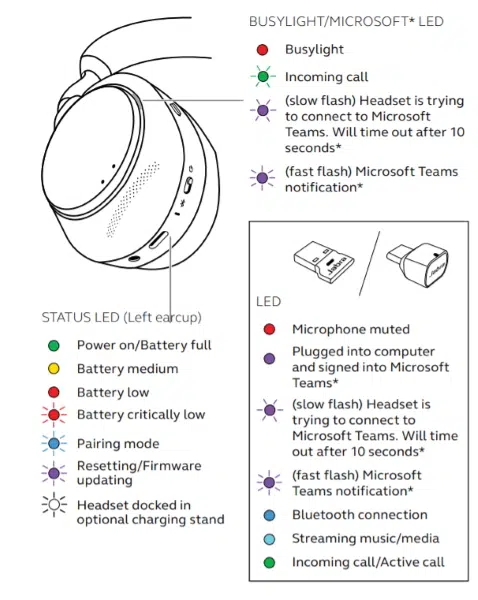 BUSYLIGHT/MICROSOFT* LED
Busylight
Incoming call
(slow flash) Headset is trying
to connect to Microsoft
Teams. Will time out after 10
seconds*
(fast flash) Microsoft Teams
notification*
STATUS LED (Left earcup)
Power on/Battery full
Battery medium
Battery low
Battery critically low
Pairing mode
Resetting/Firmware
updating
Headset docked in
optional charging stand
Jabra
Jabra
LED
Microphone muted
Plugged into computer
and signed into Microsoft
Teams*
(slow flash) Headset is
trying to connect to
Microsoft Teams. Will time
out after 10 seconds*
(fast flash) Microsoft
Teams notification*
Bluetooth connection
Streaming music/media
Incoming call/Active call